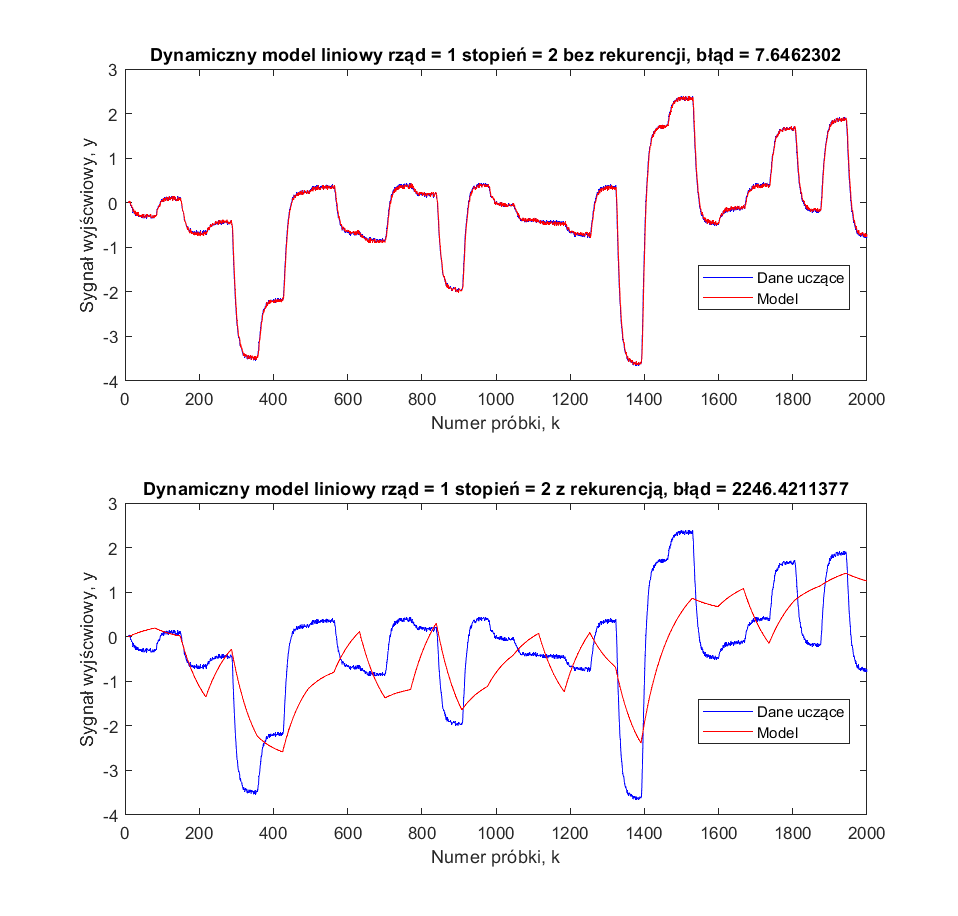 Dynamiczny model liniowy rząd = 1 stopień = 2 bez rekurencji, błąd = 7.6462302
3
2
1
0
-1
-2
-3
-4
Sygnał wyjścwiowy, y
Dane uczące
Model
0 200 400 600 800 1000 1200 1400 1600 1800 2000
Numer próbki, k
Dynamiczny model liniowy rząd = 1 stopień = 2 z rekurencją, błąd = 2246.4211377
3
2
1
0
-1
-2
-3
-4
Sygnał wyjścwiowy, y
Dane uczące
Model
0 200 400 600 800 1000 1200 1400 1600 1800 2000
Numer próbki, k